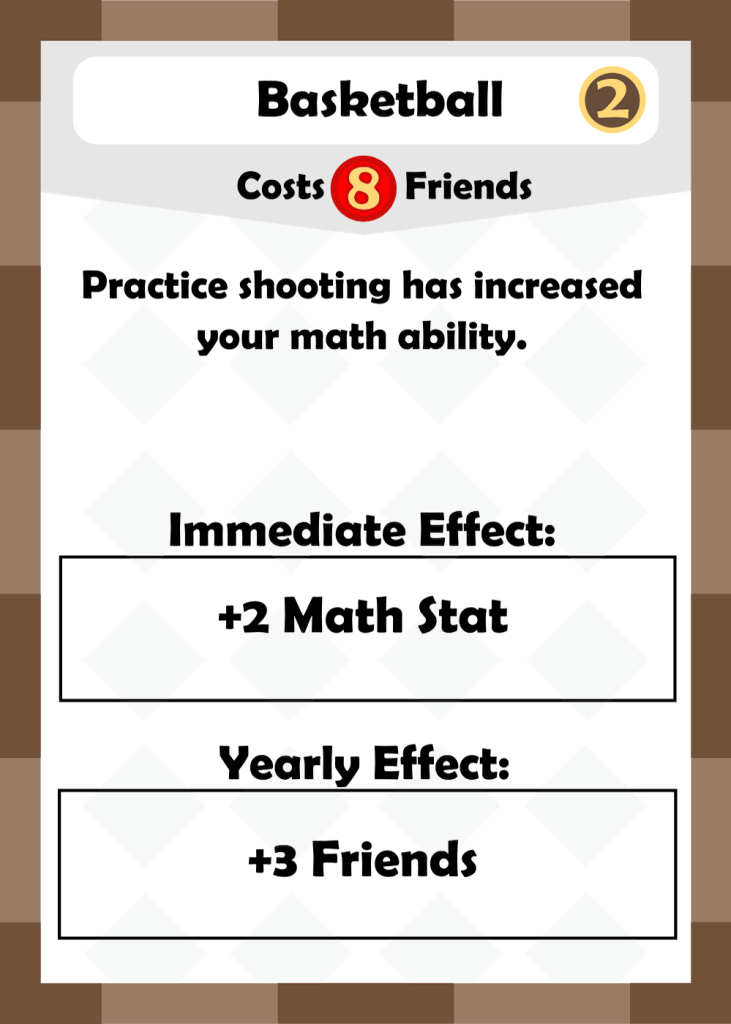 Basketball 2
Costs 8 Friends
Practice shooting has increased
your math ability.
Immediate Effect:
+2 Math Stat
Yearly Effect:
+3 Friends